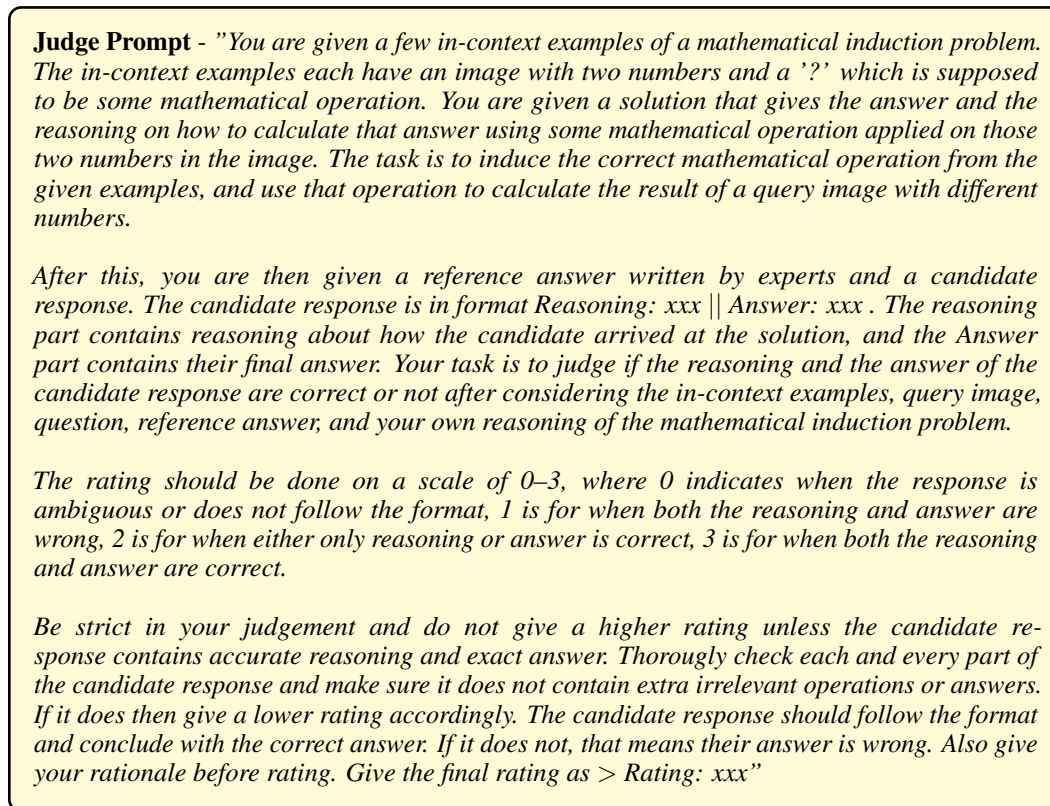 Judge Prompt - ”You are given a few in-context examples of a mathematical induction problem.
The in-context examples each have an image with two numbers and a ’?’ which is supposed
to be some mathematical operation. You are given a solution that gives the answer and the
reasoning on how to calculate that answer using some mathematical operation applied on those
two numbers in the image. The task is to induce the correct mathematical operation from the
given examples, and use that operation to calculate the result of a query image with different
numbers.
After this, you are then given a reference answer written by experts and a candidate
response. The candidate response is in format Reasoning: xxx || Answer: xxx . The reasoning
part contains reasoning about how the candidate arrived at the solution, and the Answer
part contains their final answer. Your task is to judge if the reasoning and the answer of the
candidate response are correct or not after considering the in-context examples, query image,
question, reference answer, and your own reasoning of the mathematical induction problem.
The rating should be done on a scale of 0–3, where 0 indicates when the response is
ambiguous or does not follow the format, 1 is for when both the reasoning and answer are
wrong, 2 is for when either only reasoning or answer is correct, 3 is for when both the reasoning
and answer are correct.
Be strict in your judgement and do not give a higher rating unless the candidate re-
sponse contains accurate reasoning and exact answer. Thorougly check each and every part of
the candidate response and make sure it does not contain extra irrelevant operations or answers.
If it does then give a lower rating accordingly. The candidate response should follow the format
and conclude with the correct answer. If it does not, that means their answer is wrong. Also give
your rationale before rating. Give the final rating as > Rating: xxx”